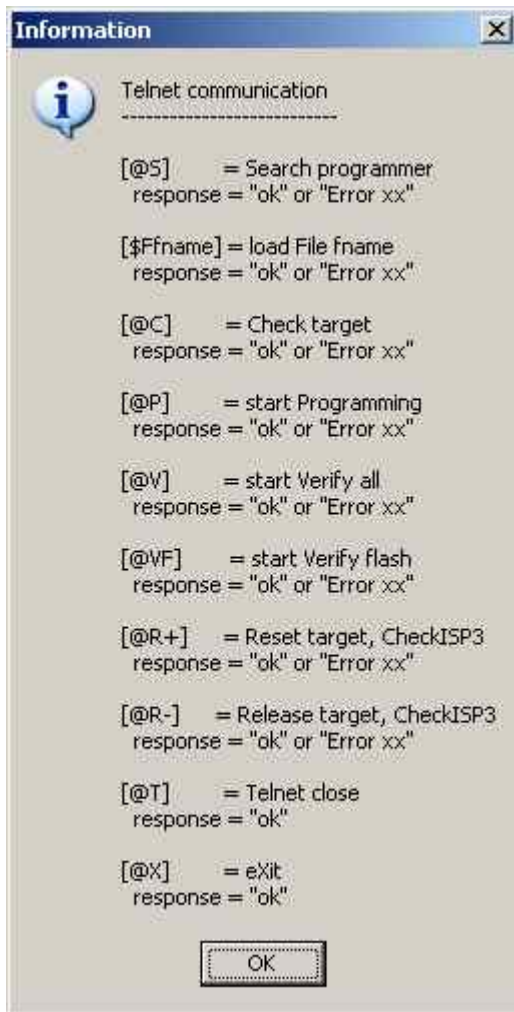 Information
Telnet communication
---------------------------
[@S] = Search programmer
response = "ok" or "Error xx"
[$Ffname] = load File fname
response = "ok" or "Error xx"
[@C] = Check target
response = "ok" or "Error xx"
[@P] = start Programming
response = "ok" or "Error xx"
[@V] = start Verify all
response = "ok" or "Error xx"
[@VF] = start Verify flash
response = "ok" or "Error xx"
[@R+] = Reset target, CheckISP3
response = "ok" or "Error xx"
[@R-] = Release target, CheckISP3
response = "ok" or "Error xx"
[@T] = Telnet close
response = "ok"
[@X] = eXit
response = "ok"
OK